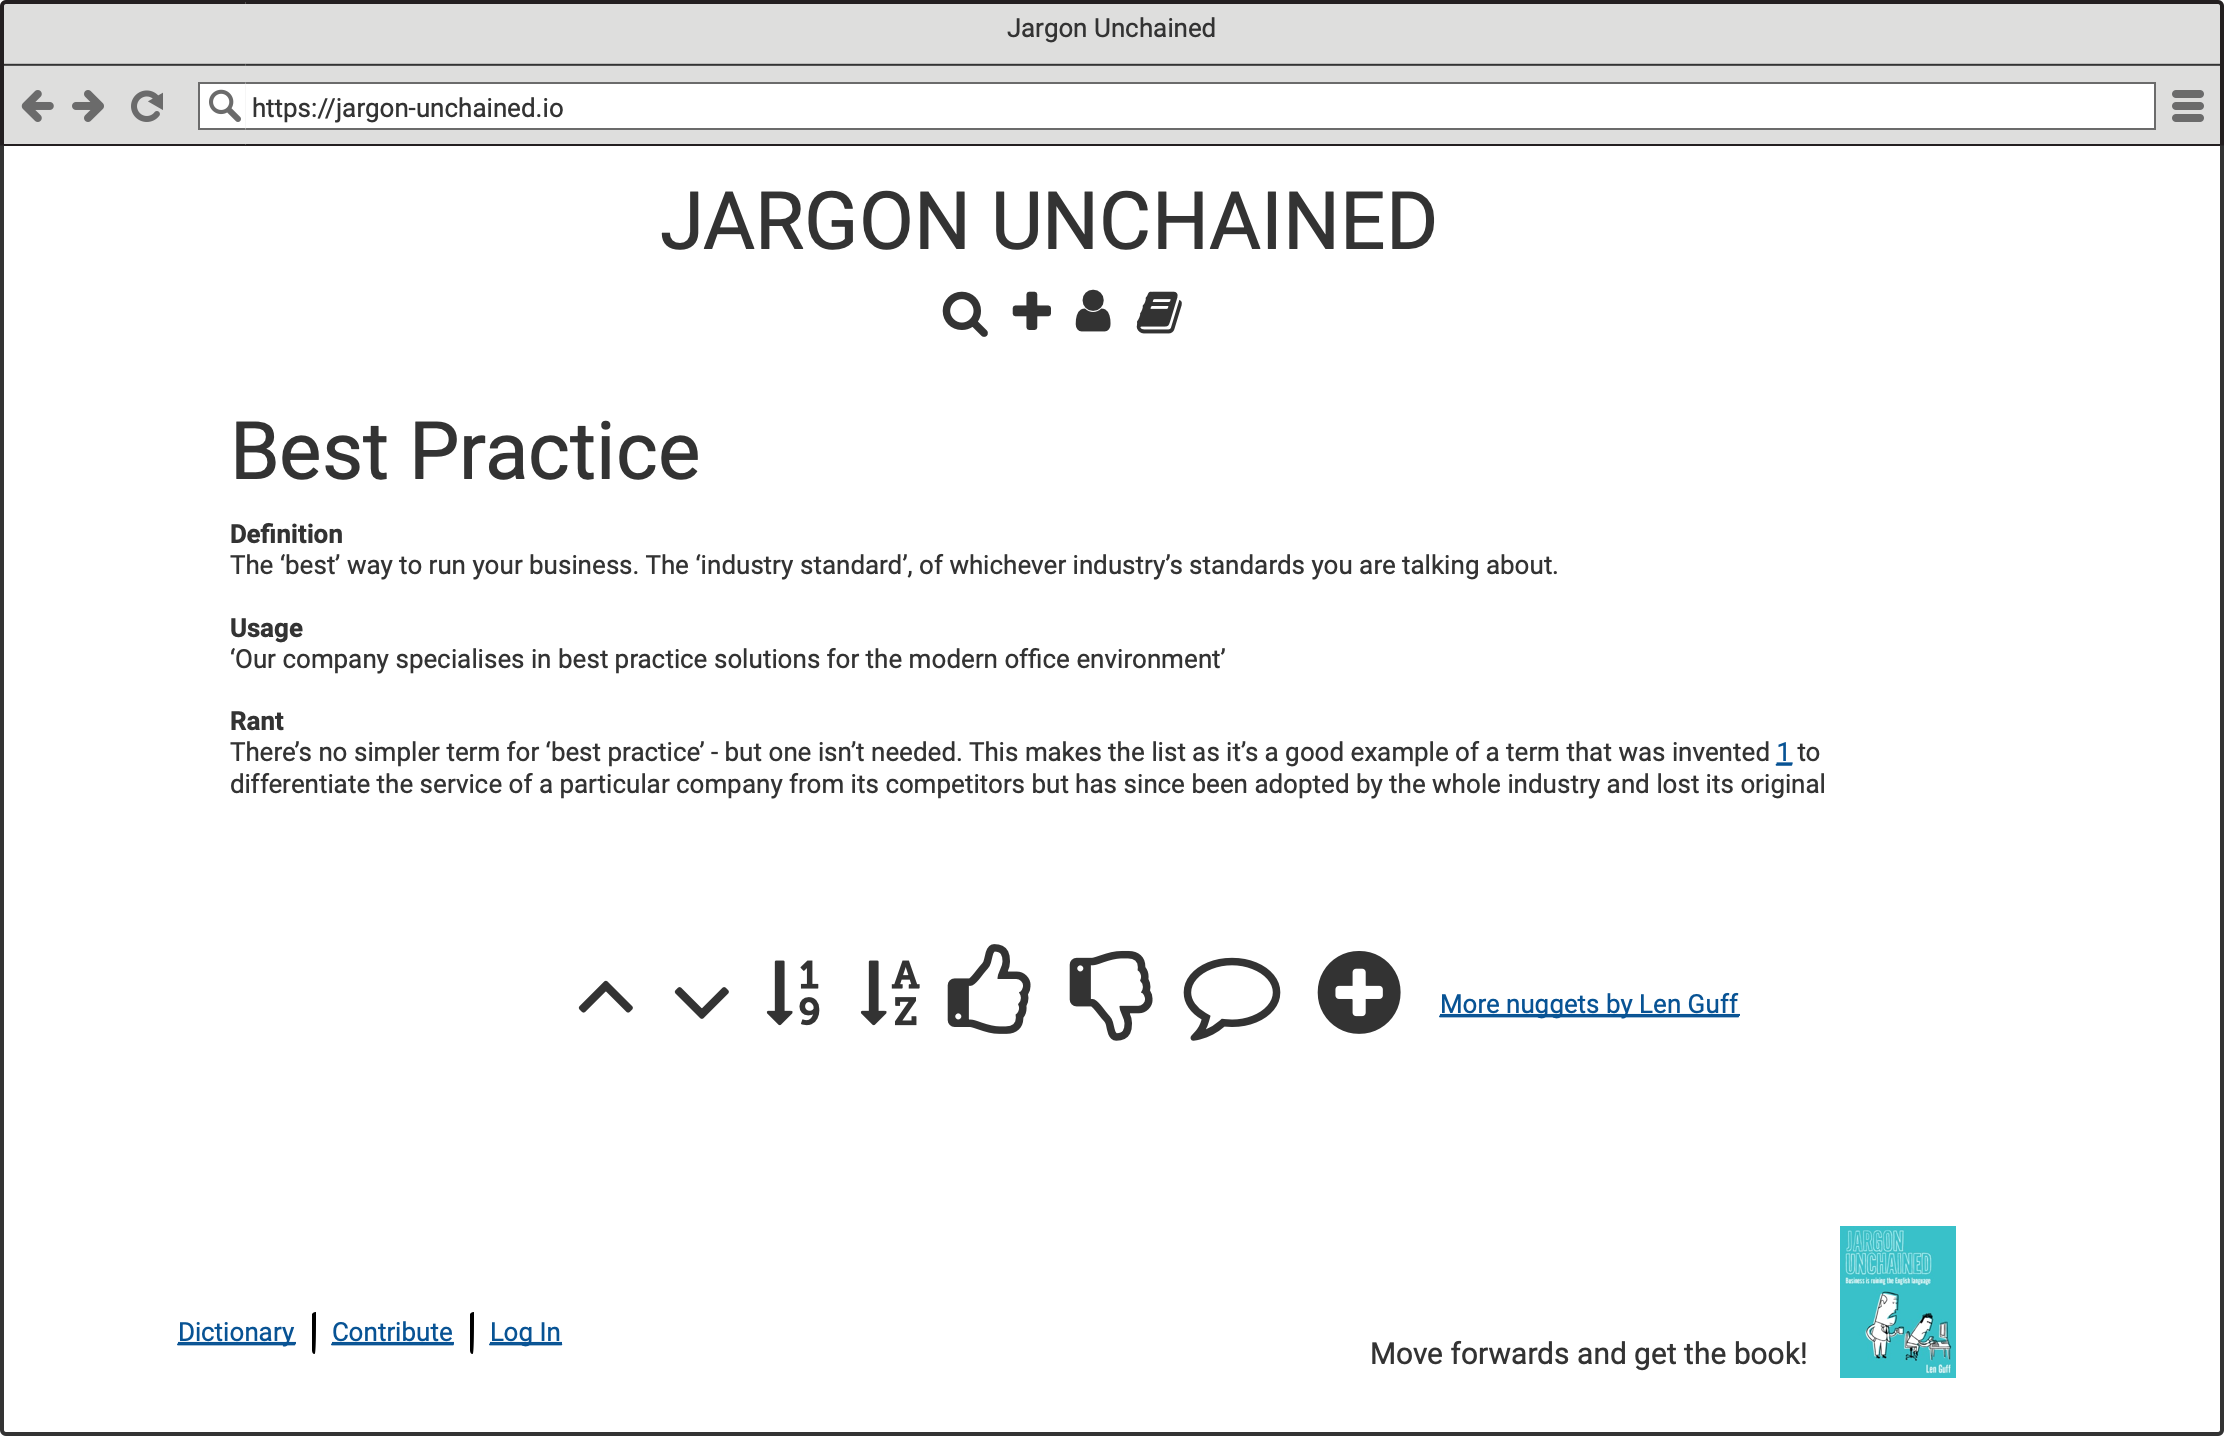 Jargon Unchained
https://jargon-unchained.io
JARGON UNCHAINED
Best Practice
Definition
The ‘best’ way to run your business. The ‘industry standard’, of whichever industry’s standards you are talking about.
Usage
‘Our company specialises in best practice solutions for the modern office environment’
Rant
There’s no simpler term for ‘best practice’ - but one isn’t needed. This makes the list as it’s a good example of a term that was invented 1 to
differentiate the service of a particular company from its competitors but has since been adopted by the whole industry and lost its original
1
9
A
Z
More nuggets by Len Guff
JARGON
UNCHAINED
Business is ruining the English language
Len Guff
Dictionary | Contribute | Log In
Move forwards and get the book!